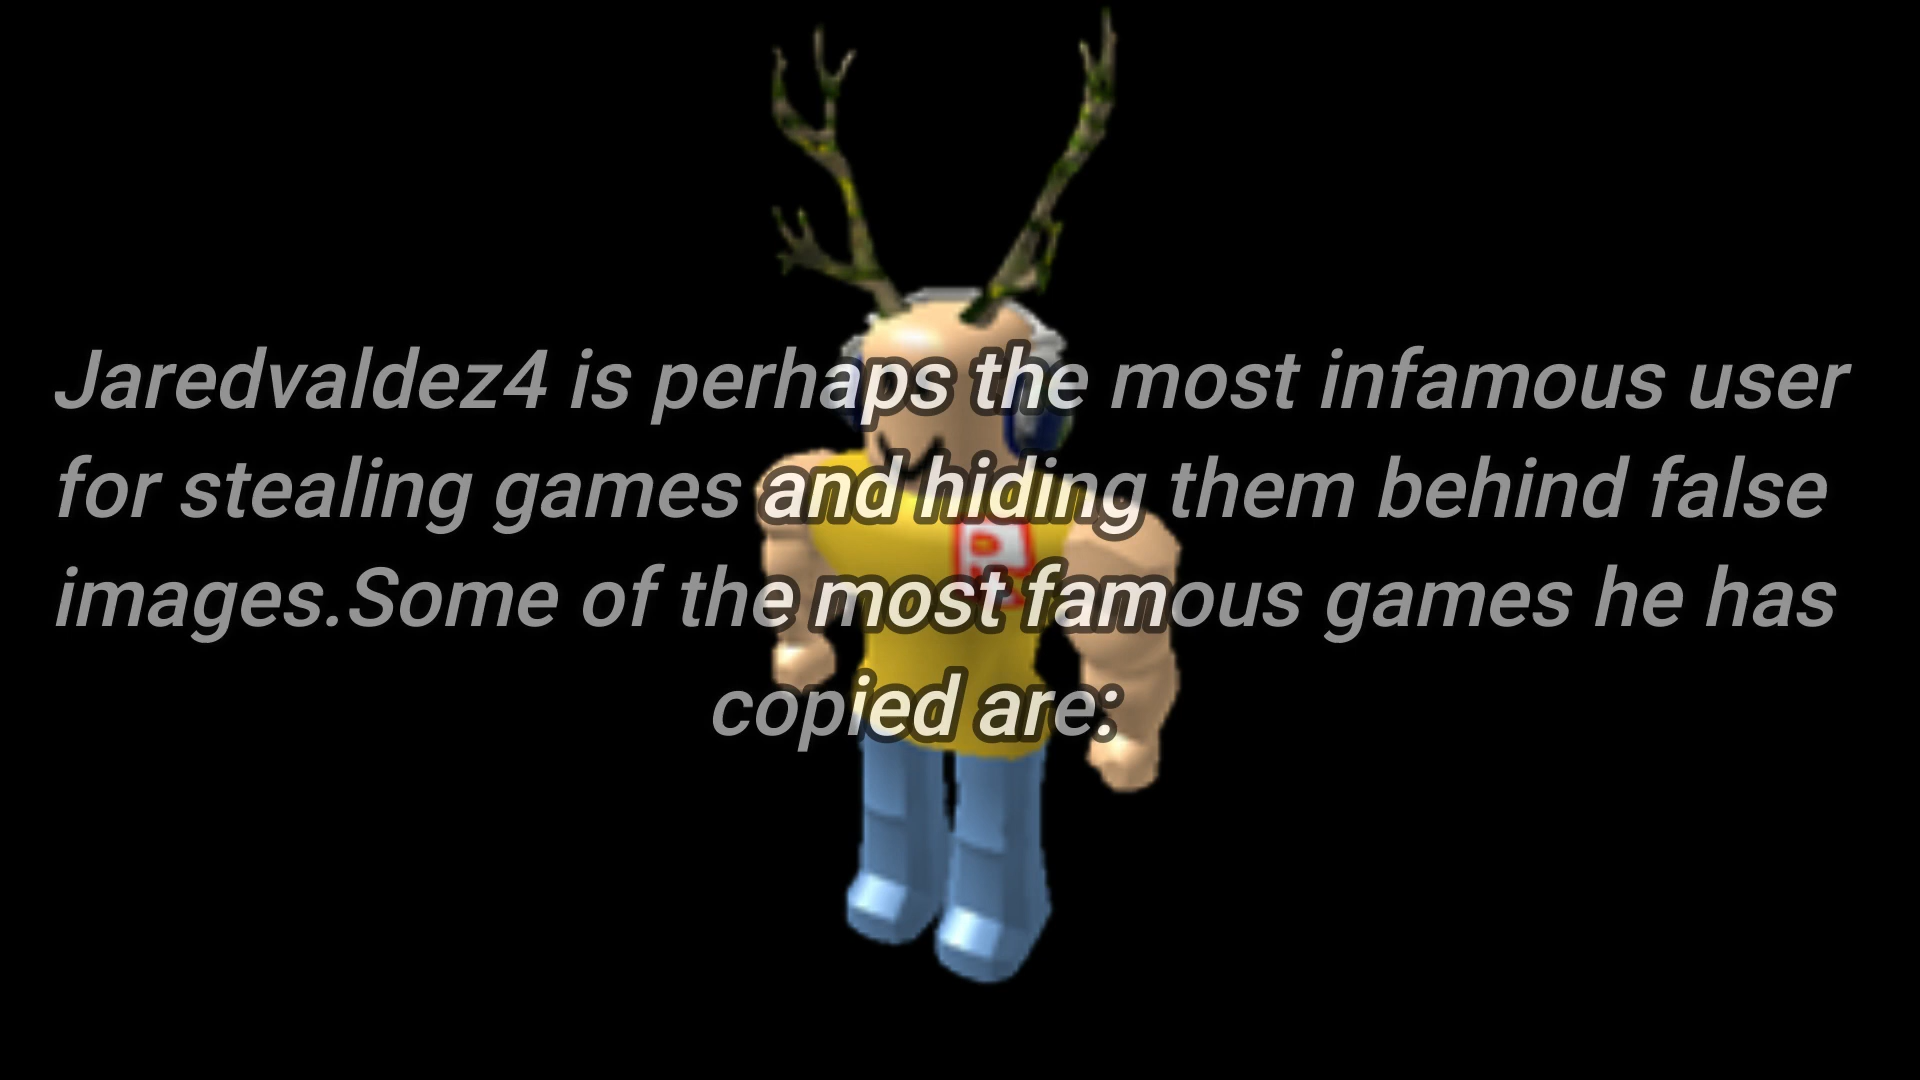 Jaredvaldez4 is perhaps the most infamous user
for stealing games and hiding them behind false
images.Some of the most famous games he has
copied are:
R